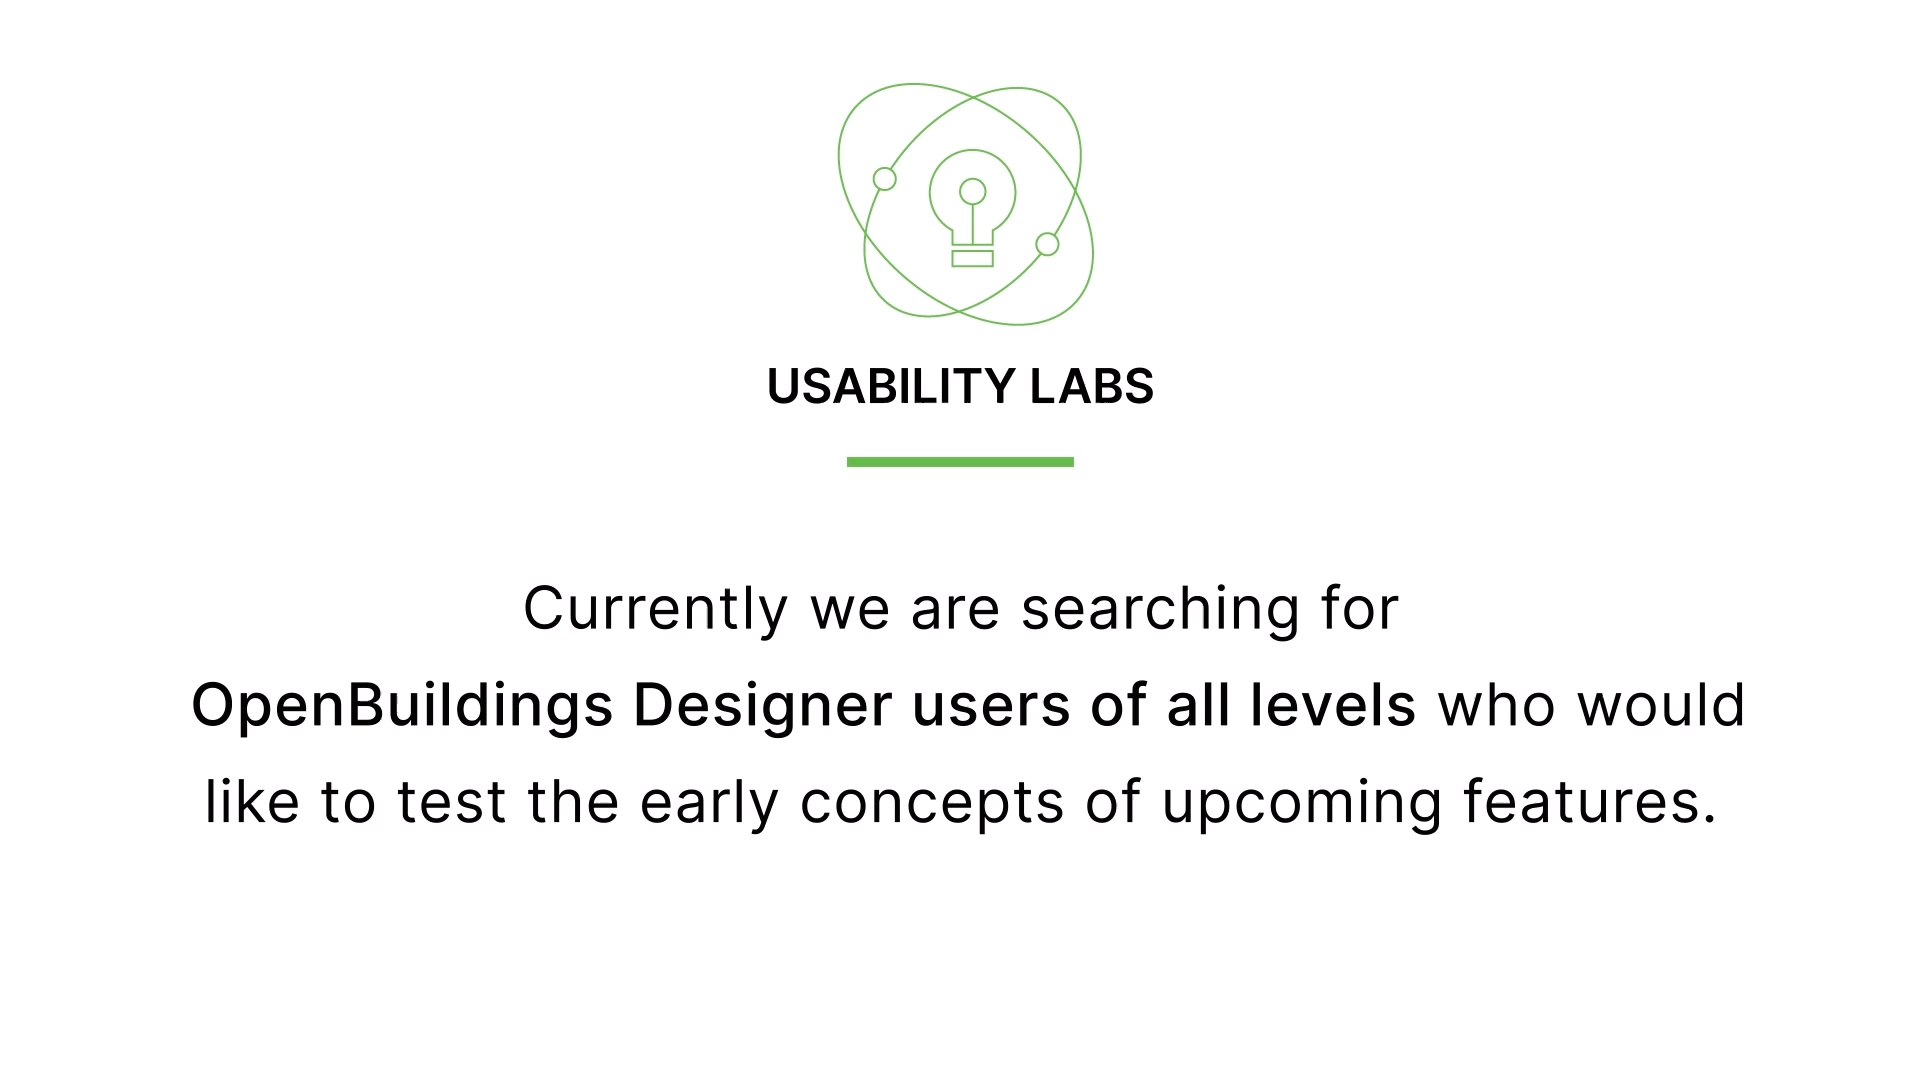 USABILITY LABS
Currently we are searching for
OpenBuildings Designer users of all levels who would
like to test the early concepts of upcoming features.